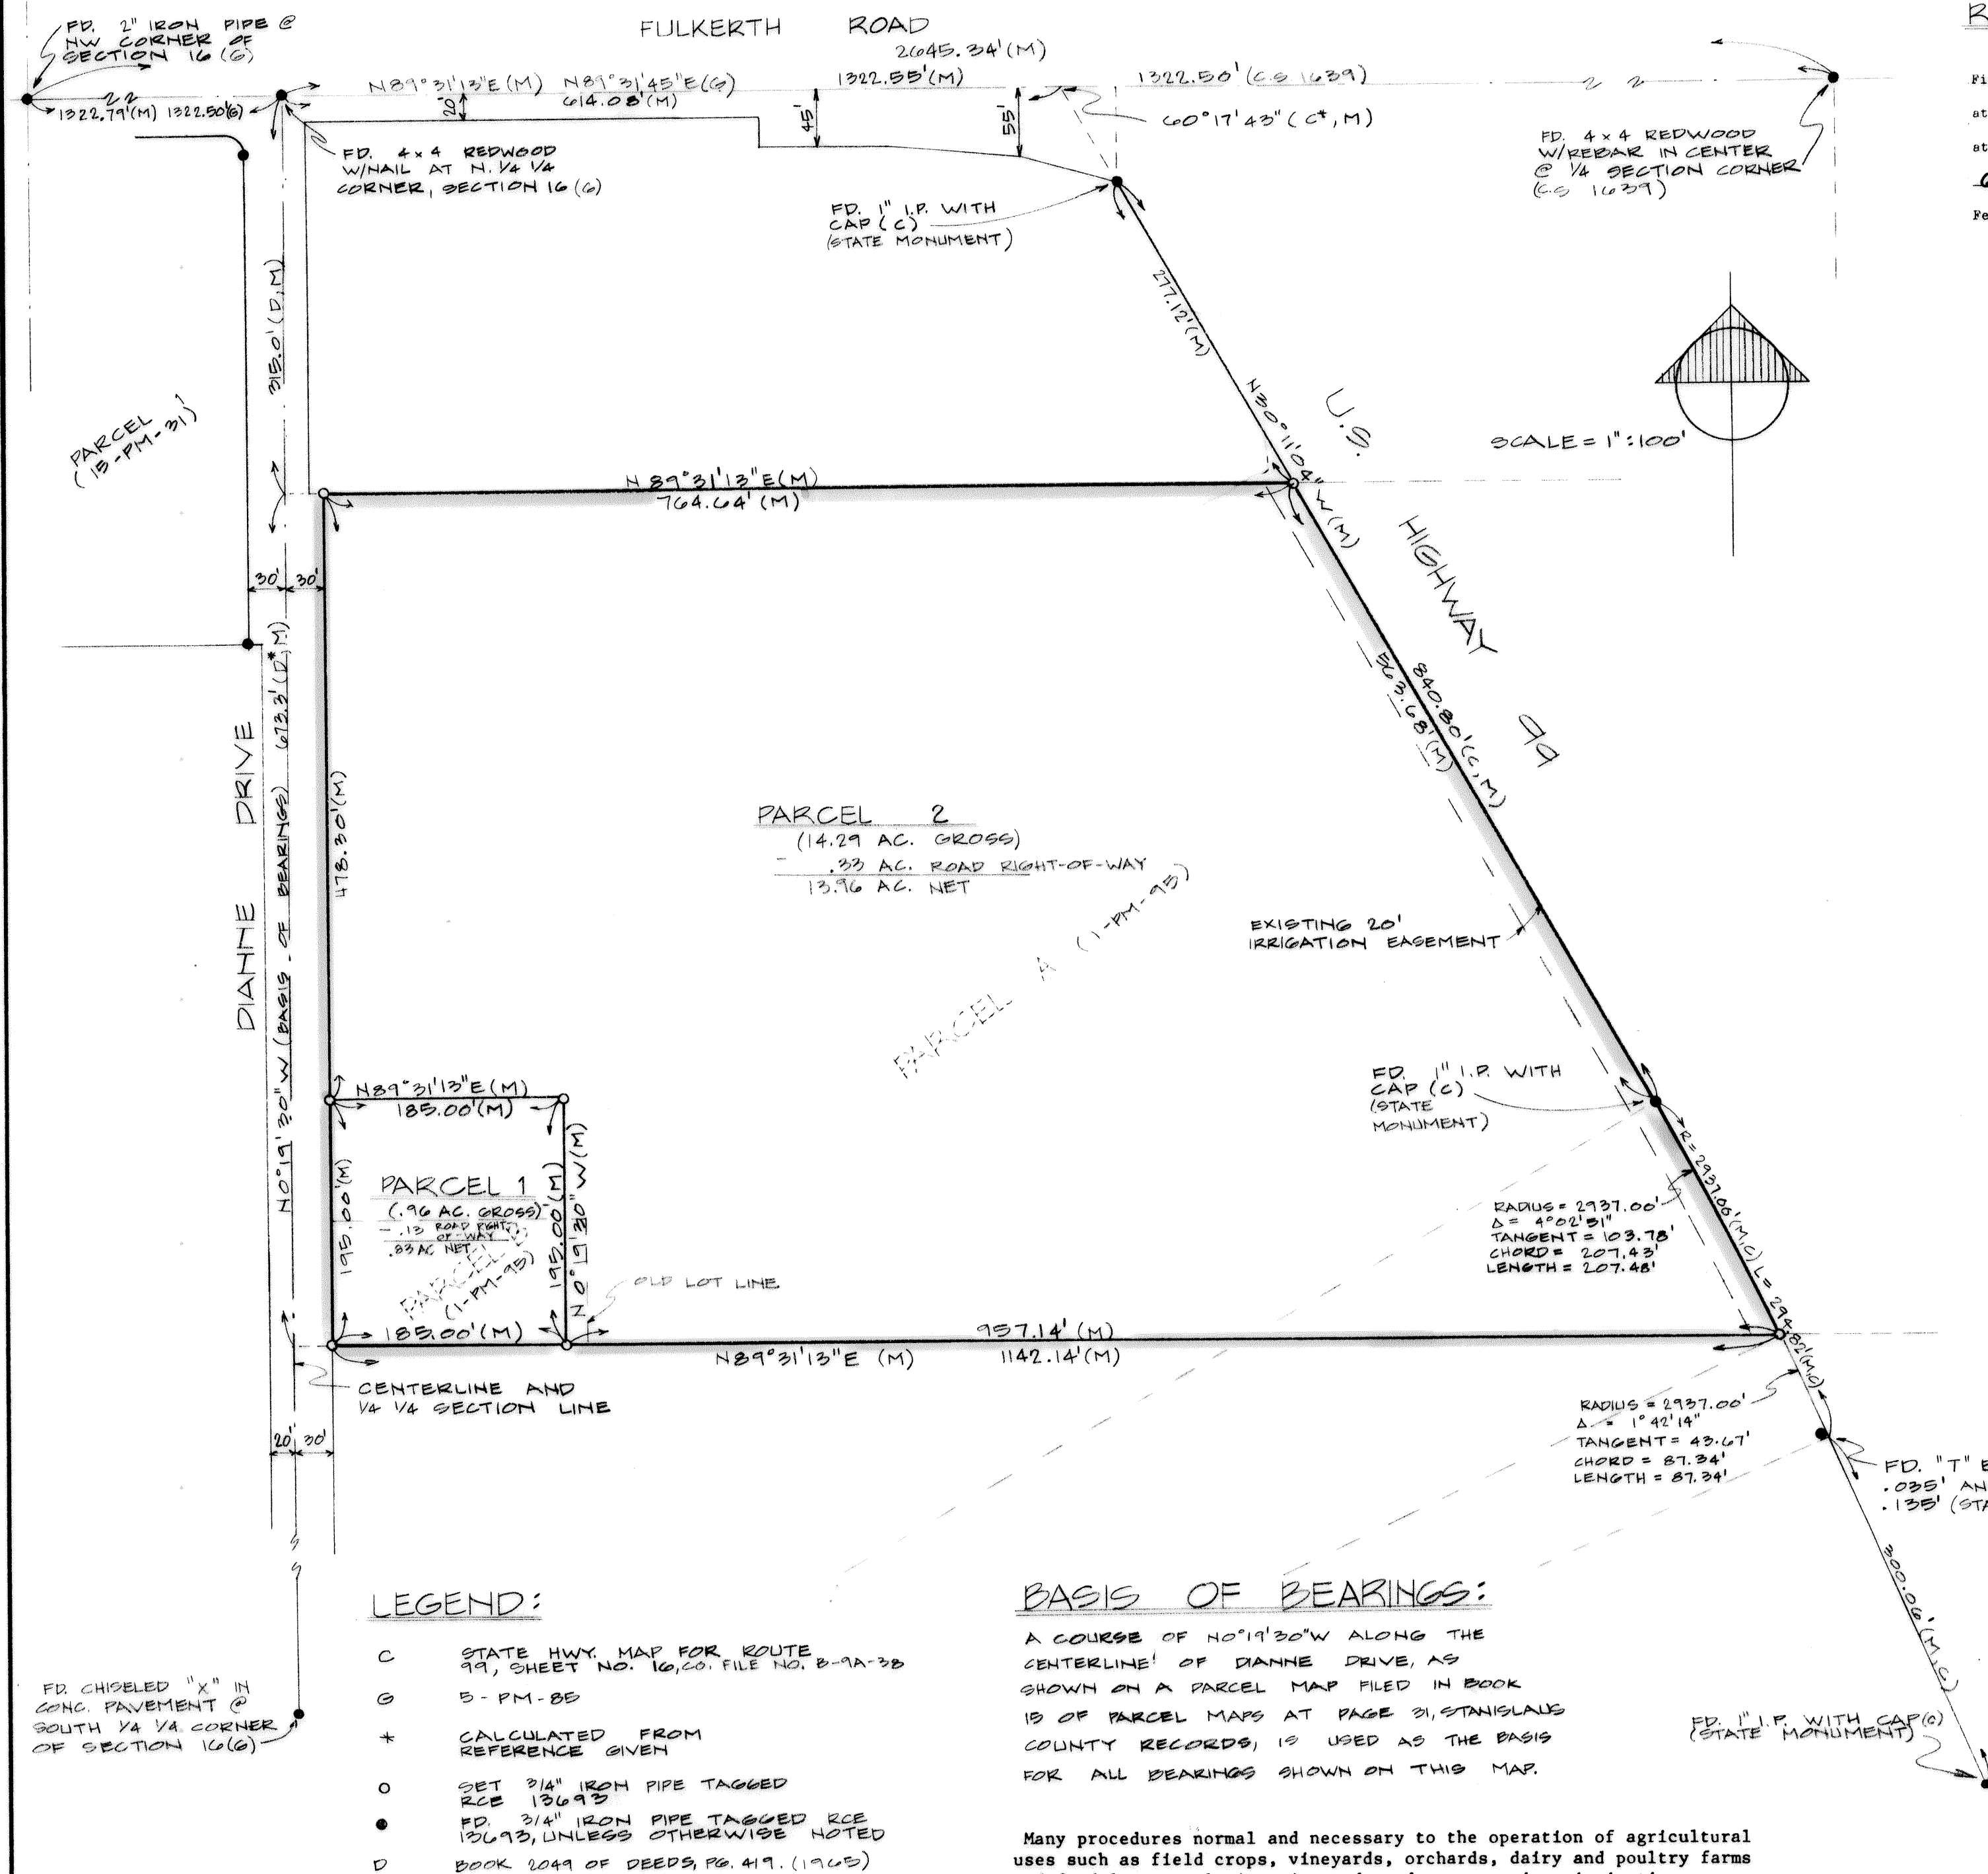 FD. 2" IRON PIPE @
NW CORNER OF
SECTION 16 (G)
FULKERTH ROAD
2645.34'(M)
N89°31'13"E(M) N89°31'45"E(G)
614.08'(M)
1322.55'(M)
1322.50'(C.S 1639)
1322.79'(M) 1322.50'(G)
20'
45'
55'
60°17'43"(C*, M)
FD. 4x4 REDWOOD
W/NAIL AT N. 1/4 1/4
CORNER, SECTION 16 (G)
FD. 4x4 REDWOOD
W/REBAR IN CENTER
@ 1/4 SECTION CORNER
(C.S 1639)
FD. 1" I.P. WITH
CAP (C)
(STATE MONUMENT)
315.0'(D,M)
277.12'(M)
N30°11'04"W(M)
PARCEL 1
(15-PM-31)
U.S.
HIGHWAY
99
SCALE = 1":100'
N 89°31'13"E(M)
764.64'(M)
30' 30'
673.3'(D*,M)
840.80'(C,M)
563.68'(M)
DIANNE DRIVE
N0°19'30"W (BASIS OF BEARINGS)
478.30'(M)
PARCEL 2
(14.29 AC. GROSS)
- .33 AC. ROAD RIGHT-OF-WAY
13.96 AC. NET
PARCEL A (1-PM-95)
EXISTING 20'
IRRIGATION EASEMENT
FD. 1" I.P. WITH
CAP (C)
(STATE
MONUMENT)
N89°31'13"E(M)
185.00'(M)
195.00'(M)
PARCEL 1
(.96 AC. GROSS)
- .13 ROAD RIGHT-
OF-WAY
.83 AC NET
PARCEL
(1-PM-95)
195.00'(M)
N 0°19'30"W(M)
OLD LOT LINE
R=2937.00'(M,C) L= 294.82'(M,C)
RADIUS = 2937.00'
Δ = 4°02'51"
TANGENT = 103.78'
CHORD = 207.43'
LENGTH = 207.48'
185.00'(M)
957.14'(M)
N89°31'13"E (M)
1142.14'(M)
CENTERLINE AND
1/4 1/4 SECTION LINE
20' 30'
RADIUS = 2937.00'
Δ = 1°42'14"
TANGENT = 43.67'
CHORD = 87.34'
LENGTH = 87.34'
FD. "T"
.035' AN
.135' (STA
300.06'(M,C)
FD. 1" I.P. WITH CAP(C)
(STATE MONUMENT)
FD. CHISELED "X" IN
CONC. PAVEMENT @
SOUTH 1/4 1/4 CORNER
OF SECTION 16(G)
LEGEND:
C STATE HWY. MAP FOR ROUTE
99, SHEET NO. 16, CO. FILE NO. 8-9A-38
G 5-PM-85
* CALCULATED FROM
REFERENCE GIVEN
○ SET 3/4" IRON PIPE TAGGED
RCE 13693
● FD. 3/4" IRON PIPE TAGGED RCE
13693, UNLESS OTHERWISE NOTED
D BOOK 2049 OF DEEDS, PG. 419. (1965)
BASIS OF BEARINGS:
A COURSE OF N0°19'30"W ALONG THE
CENTERLINE OF DIANNE DRIVE, AS
SHOWN ON A PARCEL MAP FILED IN BOOK
15 OF PARCEL MAPS AT PAGE 31, STANISLAUS
COUNTY RECORDS, IS USED AS THE BASIS
FOR ALL BEARINGS SHOWN ON THIS MAP.
Many procedures normal and necessary to the operation of agricultural
uses such as field crops, vineyards, orchards, dairy and poultry farms
R
Fi
at
at
Fe